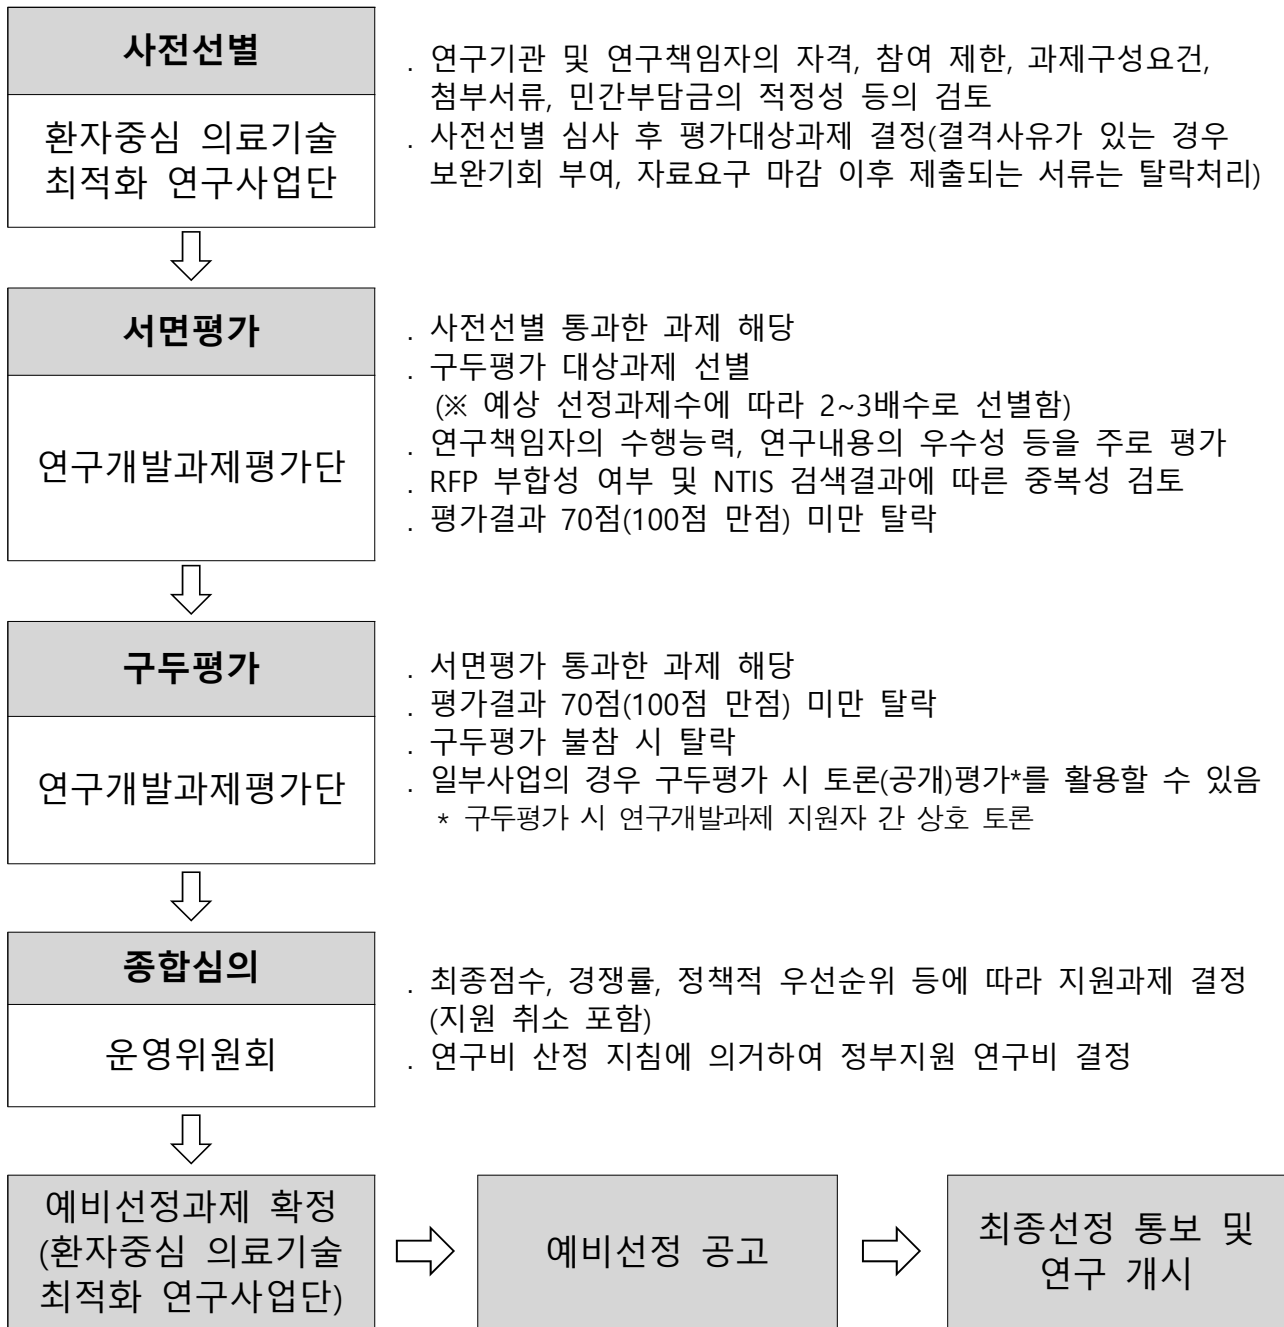 사전선별
환자중심 의료기술
최적화 연구사업단
. 연구기관 및 연구책임자의 자격, 참여 제한, 과제구성요건,
첨부서류, 민간부담금의 적정성 등의 검토
. 사전선별 심사 후 평가대상과제 결정(결격사유가 있는 경우
보완기회 부여, 자료요구 마감 이후 제출되는 서류는 탈락처리)
서면평가
연구개발과제평가단
. 사전선별 통과한 과제 해당
. 구두평가 대상과제 선별
(※ 예상 선정과제수에 따라 2~3배수로 선별함)
. 연구책임자의 수행능력, 연구내용의 우수성 등을 주로 평가
. RFP 부합성 여부 및 NTIS 검색결과에 따른 중복성 검토
. 평가결과 70점(100점 만점) 미만 탈락
구두평가
연구개발과제평가단
. 서면평가 통과한 과제 해당
. 평가결과 70점(100점 만점) 미만 탈락
. 구두평가 불참 시 탈락
. 일부사업의 경우 구두평가 시 토론(공개)평가*를 활용할 수 있음
* 구두평가 시 연구개발과제 지원자 간 상호 토론
종합심의
운영위원회
. 최종점수, 경쟁률, 정책적 우선순위 등에 따라 지원과제 결정
(지원 취소 포함)
. 연구비 산정 지침에 의거하여 정부지원 연구비 결정
예비선정과제 확정
(환자중심 의료기술
최적화 연구사업단)
예비선정 공고
최종선정 통보 및
연구 개시